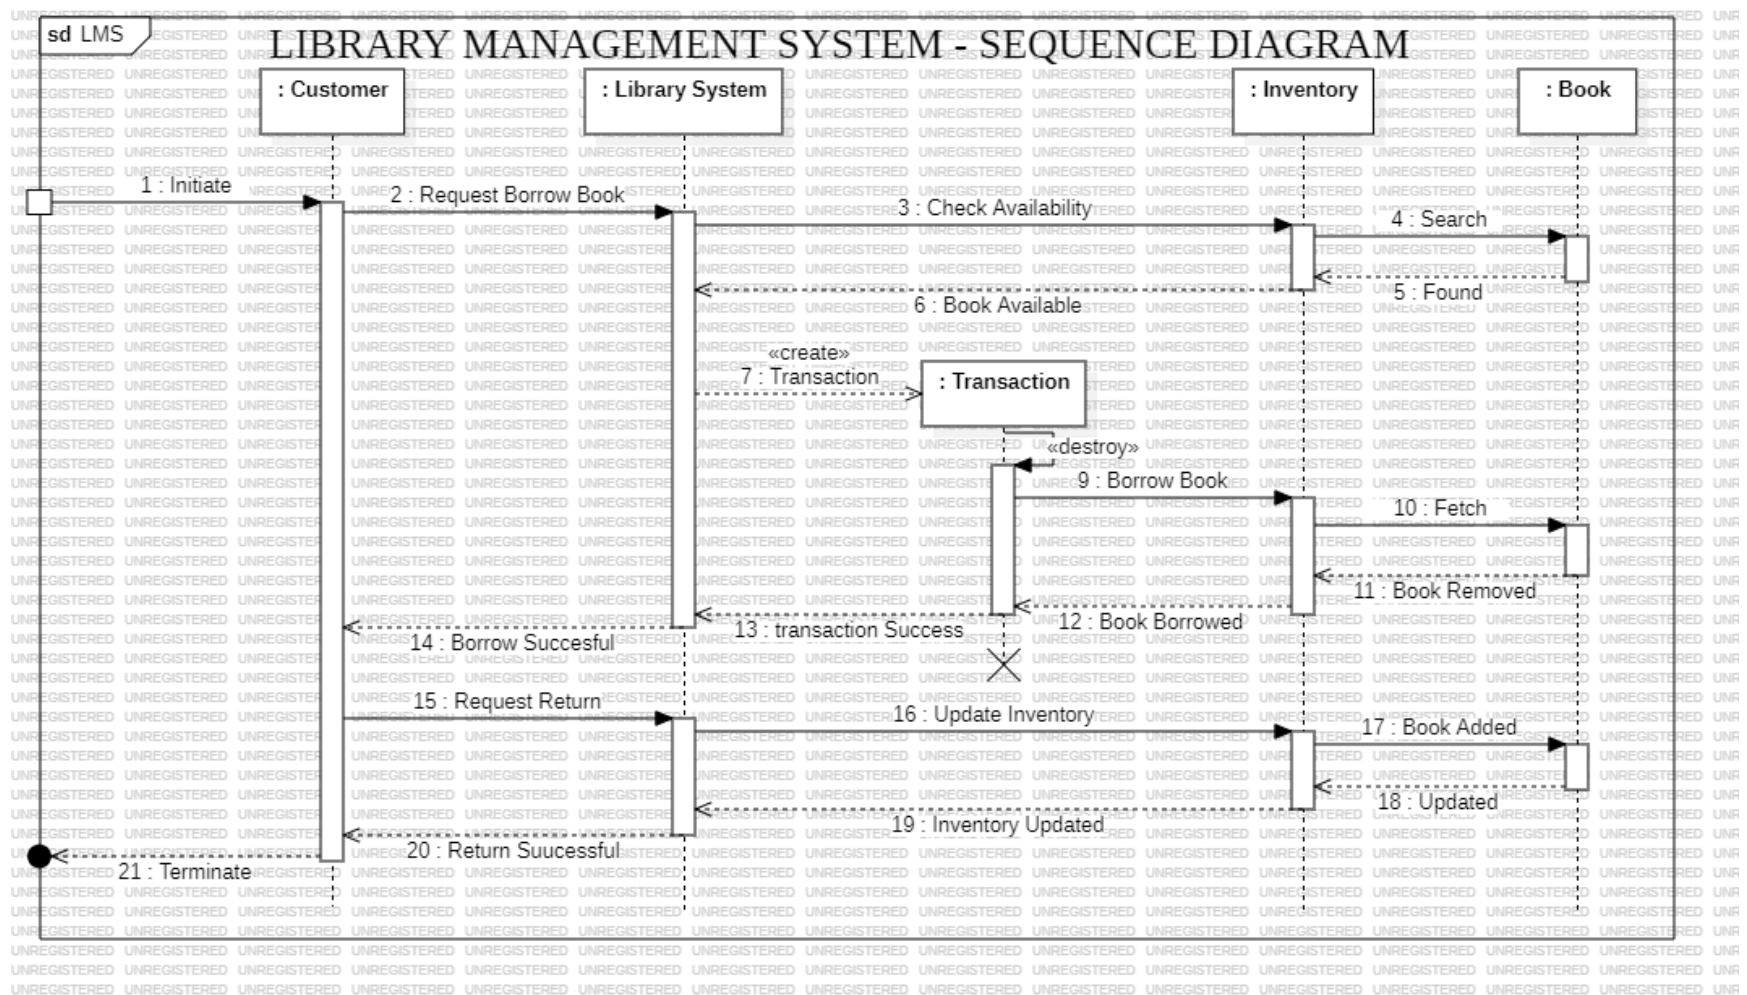 sd LMS
LIBRARY MANAGEMENT SYSTEM - SEQUENCE DIAGRAM
: Customer
: Library System
: Inventory
: Book
1 : Initiate
2 : Request Borrow Book
3 : Check Availability
4 : Search
5 : Found
6 : Book Available
«create»
7 : Transaction
: Transaction
«destroy»
9 : Borrow Book
10 : Fetch
11 : Book Removed
12 : Book Borrowed
13 : transaction Success
14 : Borrow Succesful
15 : Request Return
16 : Update Inventory
17 : Book Added
18 : Updated
19 : Inventory Updated
20 : Return Suucessful
21 : Terminate
UNREGISTERED